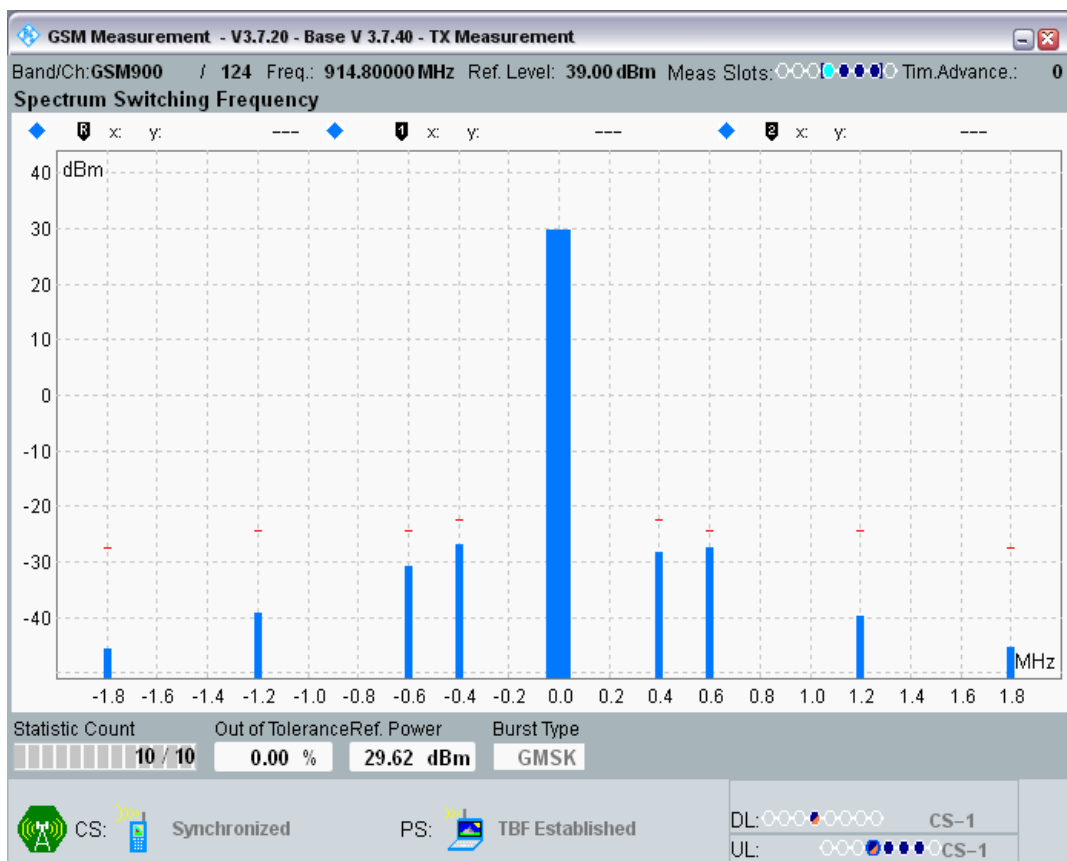 GSM Measurement - V3.7.20 - Base V 3.7.40 - TX Measurement
Band/Ch:GSM900 / 124 Freq.: 914.80000 MHz Ref. Level: 39.00 dBm Meas Slots: Tim.Advance.: 0
Spectrum Switching Frequency
R x: y: --- 1 x: y: --- 2 x: y: ---
dBm
40
30
20
10
0
-10
-20
-30
-40
MHz
-1.8 -1.6 -1.4 -1.2 -1.0 -0.8 -0.6 -0.4 -0.2 0.0 0.2 0.4 0.6 0.8 1.0 1.2 1.4 1.6 1.8
Statistic Count Out of Tolerance Ref. Power Burst Type
10 / 10 0.00 % 29.62 dBm GMSK
CS: Synchronized PS: TBF Established
DL: CS-1
UL: CS-1